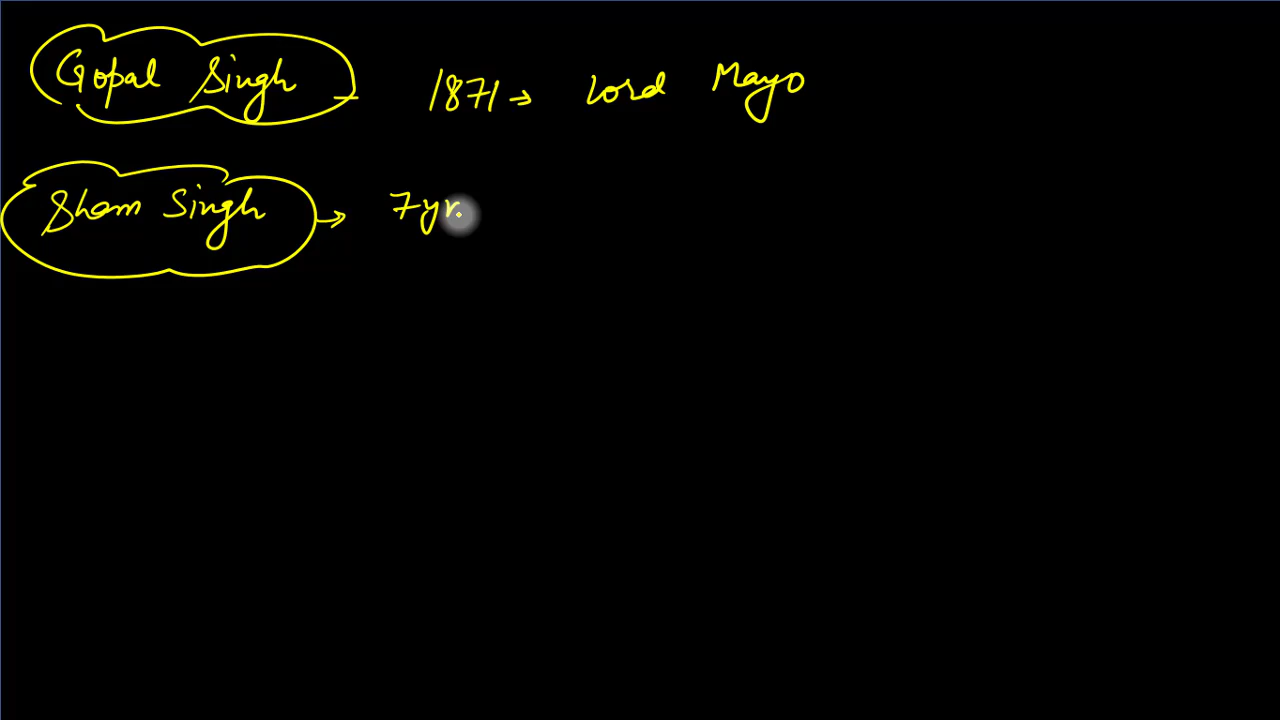 Gopal Singh - 1871 → Lord Mayo
Sham Singh → 7yr.